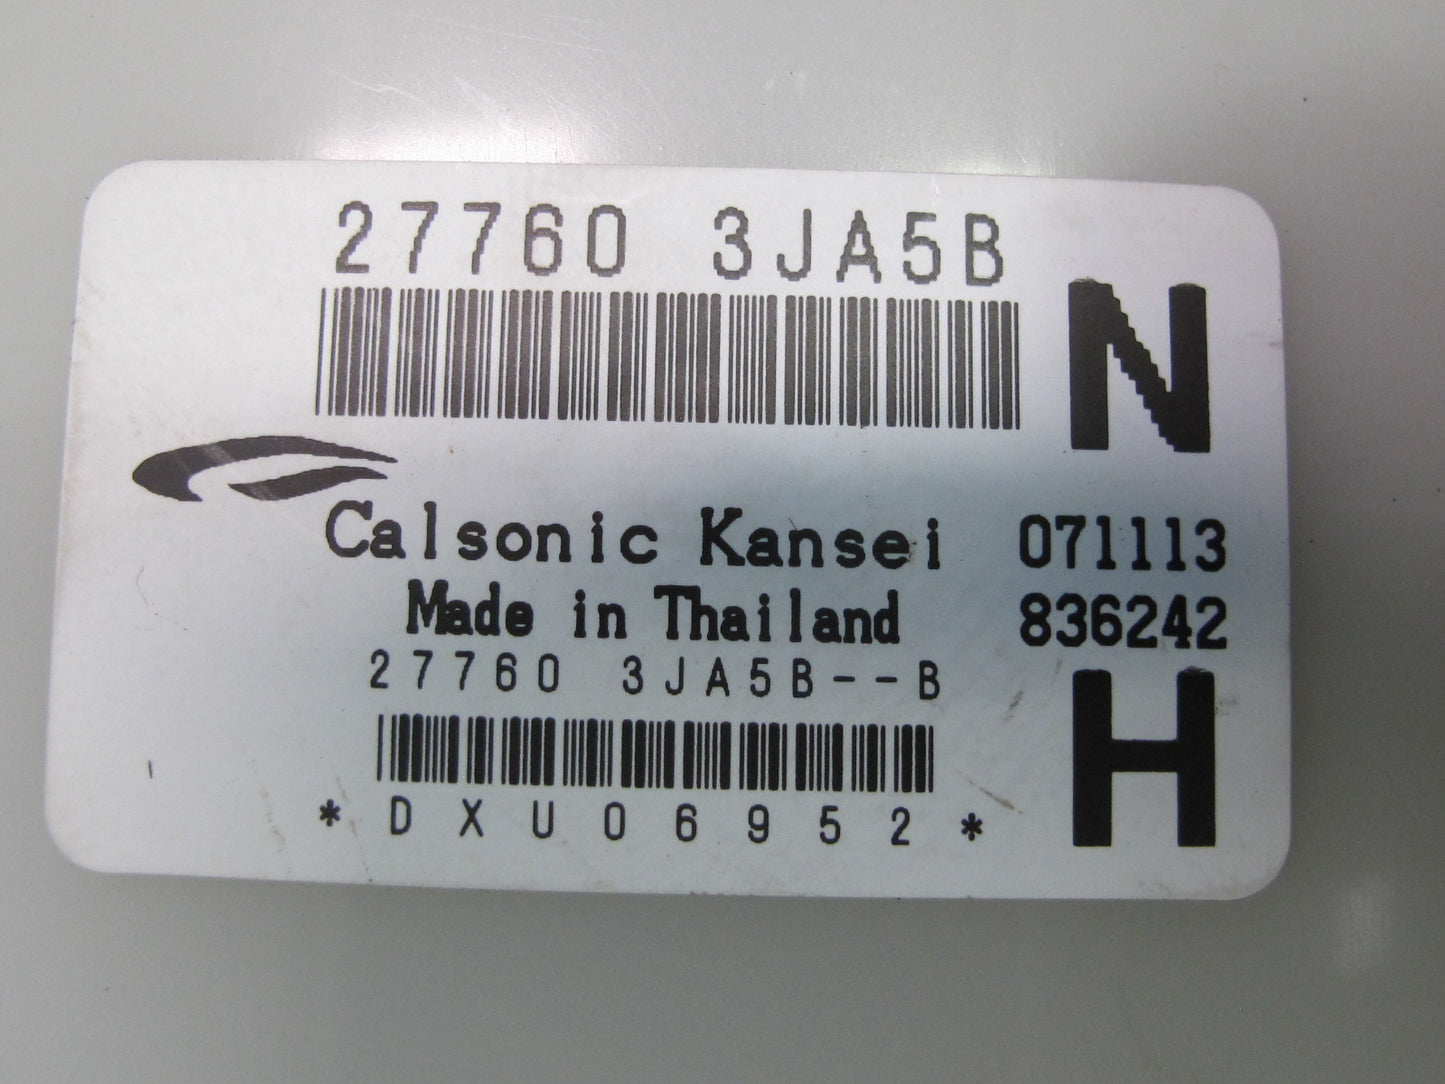 27760 3JA5B
N
Calsonic Kansei 071113
Made in Thailand 836242
27760 3JA5B--B
H
*DXU06952*